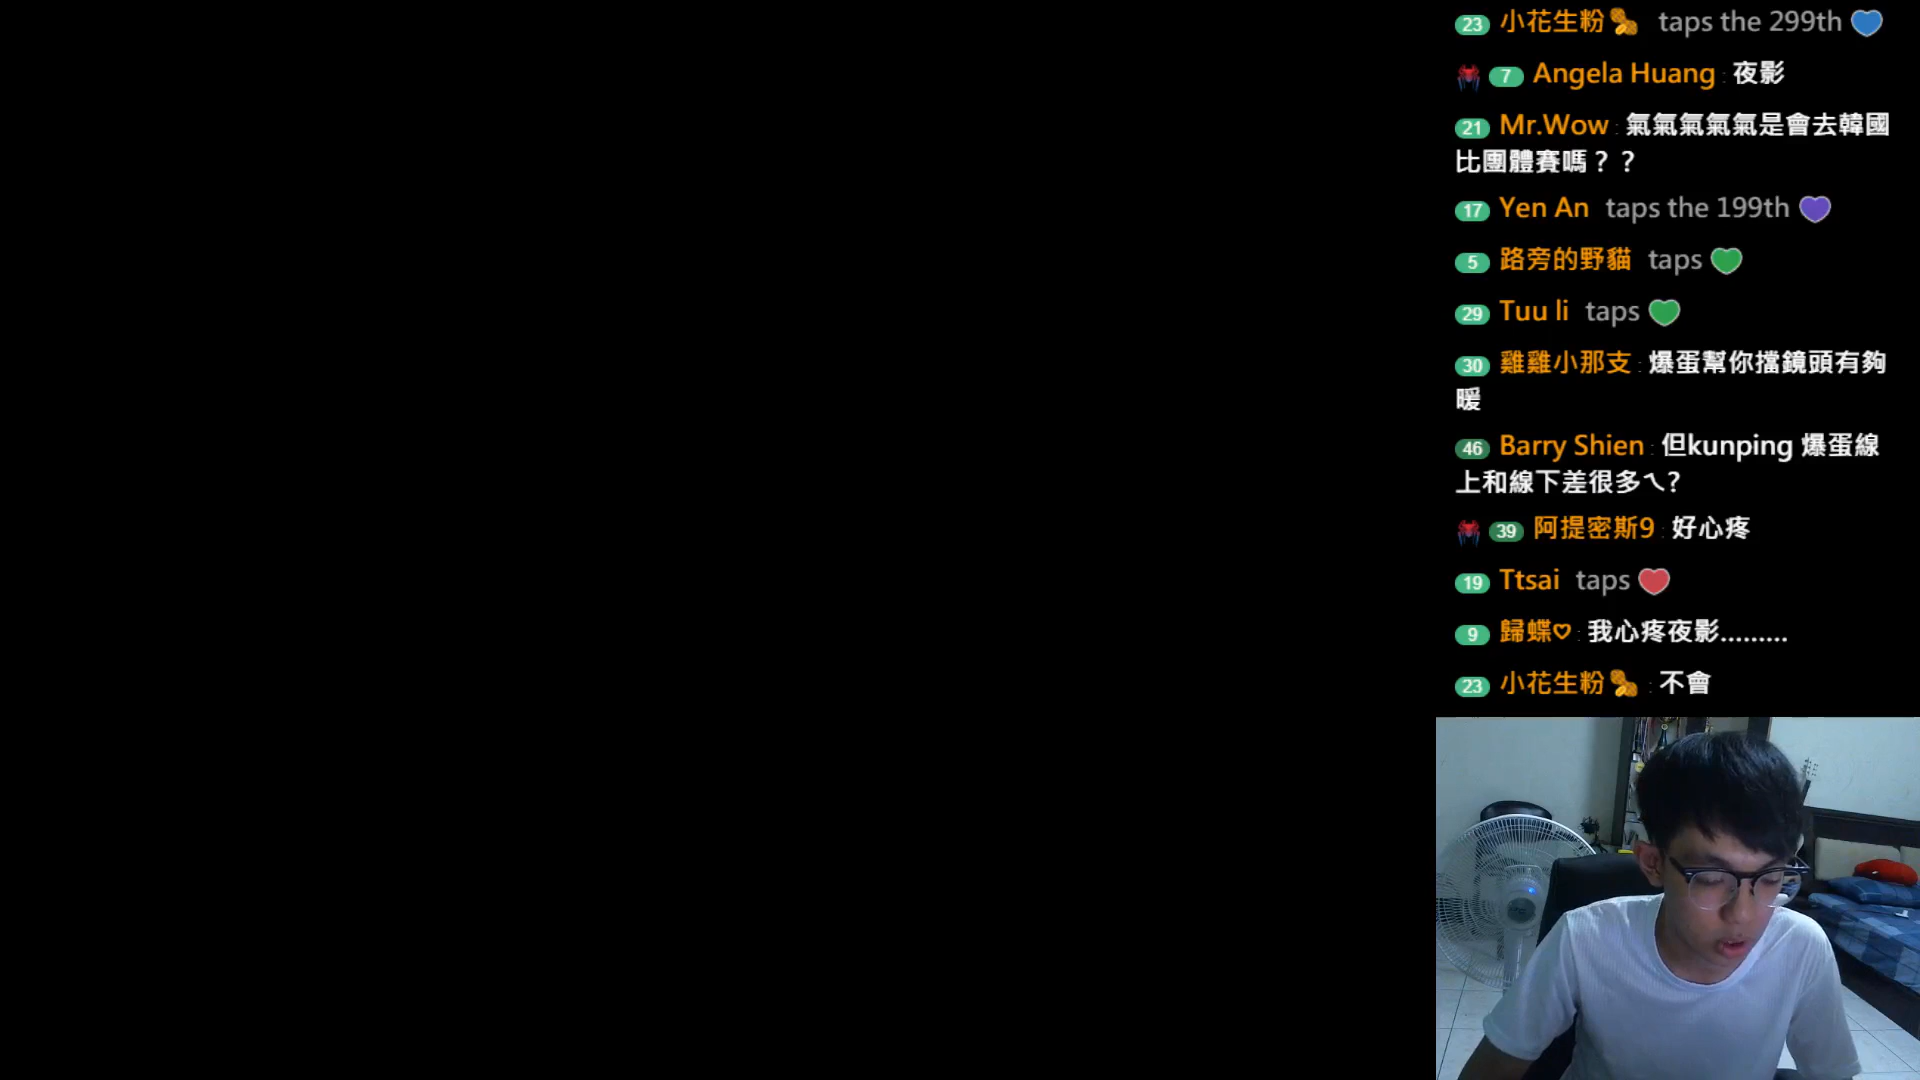 23 小花生粉🥜 taps the 299th 💙
7 Angela Huang : 夜影
21 Mr.Wow : 氣氣氣氣氣是會去韓國
比團體賽嗎？？
17 Yen An taps the 199th 💜
5 路旁的野貓 taps 💚
29 Tuu li taps 💚
30 雞雞小那支 : 爆蛋幫你擋鏡頭有夠
暖
46 Barry Shien : 但kunping 爆蛋線
上和線下差很多ㄟ?
39 阿提密斯9 : 好心疼
19 Ttsai taps ❤️
9 歸蝶♡ : 我心疼夜影.........
23 小花生粉🥜 : 不會